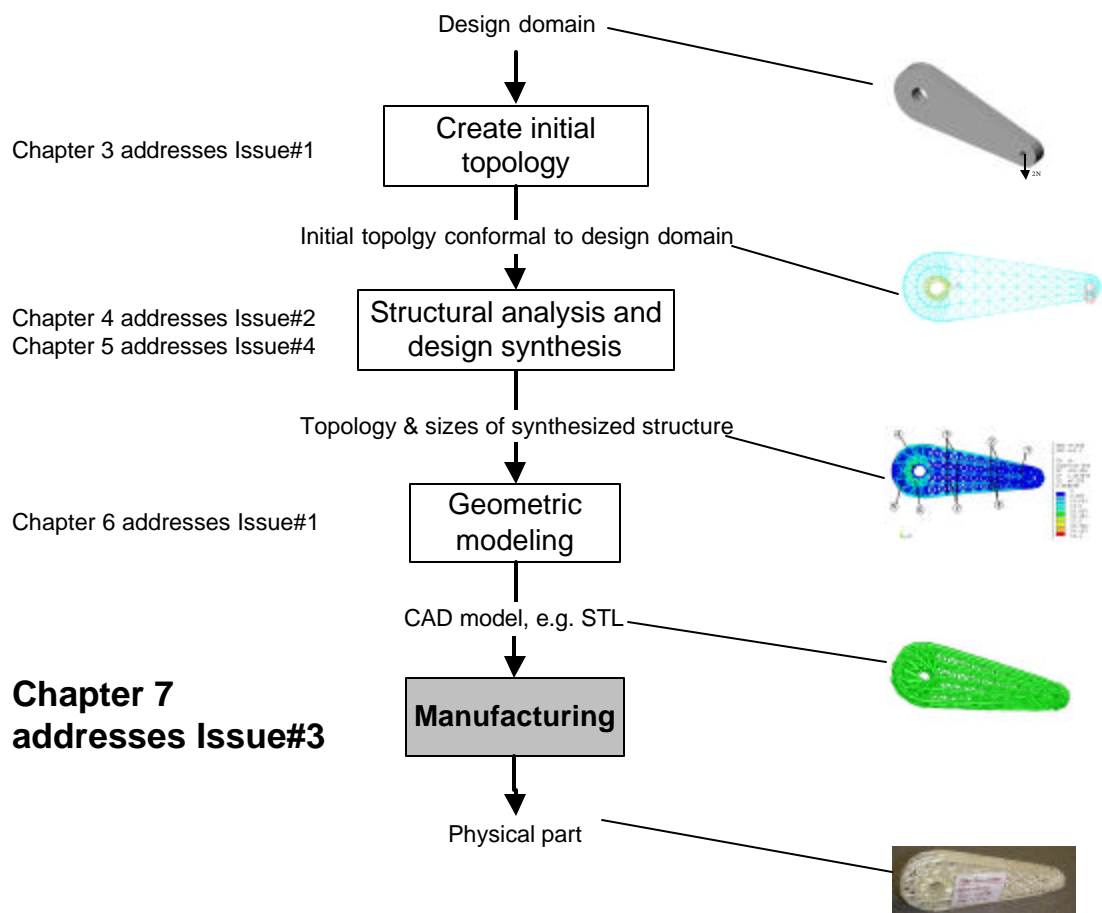 Design domain
Create initial
topology
Chapter 3 addresses Issue#1
2N
Initial topolgy conformal to design domain
Chapter 4 addresses Issue#2
Chapter 5 addresses Issue#4
Structural analysis and
design synthesis
Topology & sizes of synthesized structure
Chapter 6 addresses Issue#1
Geometric
modeling
CAD model, e.g. STL
Chapter 7
addresses Issue#3
Manufacturing
Physical part